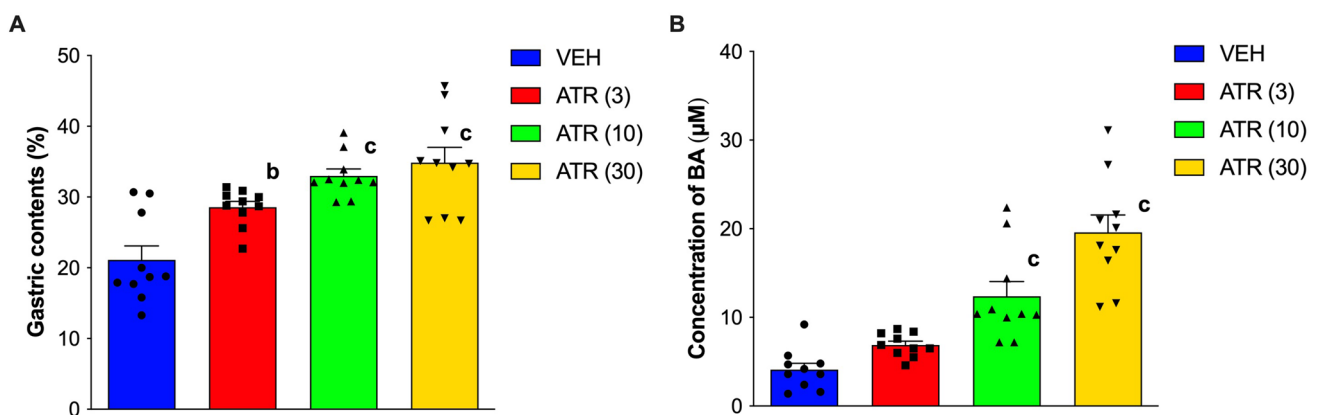 A
Gastric contents (%)
50
40
30
20
10
0
b
c
c
VEH
ATR (3)
ATR (10)
ATR (30)
B
Concentration of BA (μM)
40
30
20
10
0
c
c
VEH
ATR (3)
ATR (10)
ATR (30)